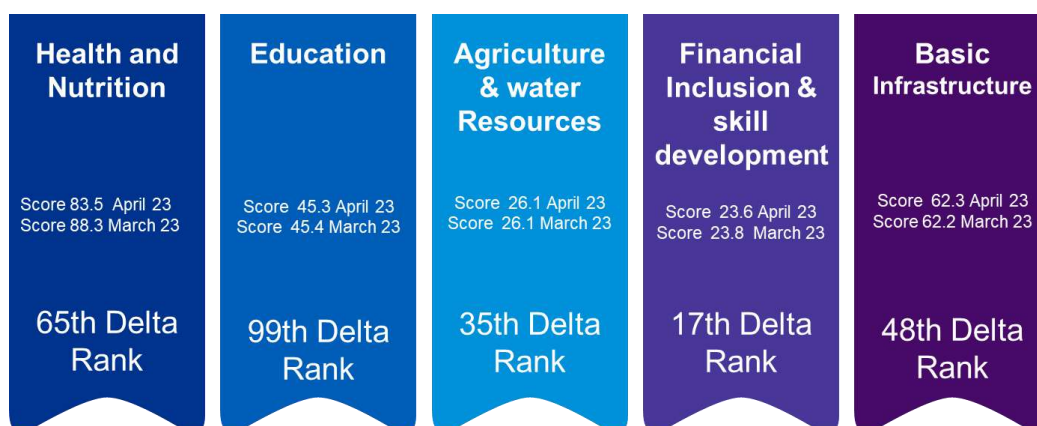 Health and
Nutrition
Score 83.5 April 23
Score 88.3 March 23
65th Delta
Rank
Education
Score 45.3 April 23
Score 45.4 March 23
99th Delta
Rank
Agriculture
& water
Resources
Score 26.1 April 23
Score 26.1 March 23
35th Delta
Rank
Financial
Inclusion &
skill
development
Score 23.6 April 23
Score 23.8 March 23
17th Delta
Rank
Basic
Infrastructure
Score 62.3 April 23
Score 62.2 March 23
48th Delta
Rank